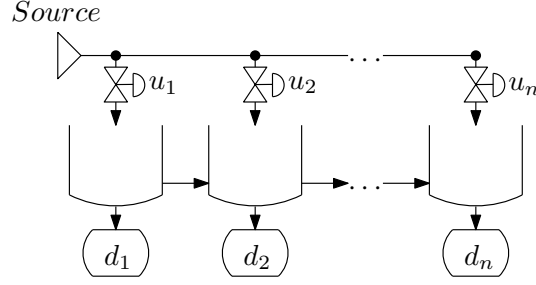 Source
...
u₁ u₂ uₙ
...
d₁ d₂ dₙ